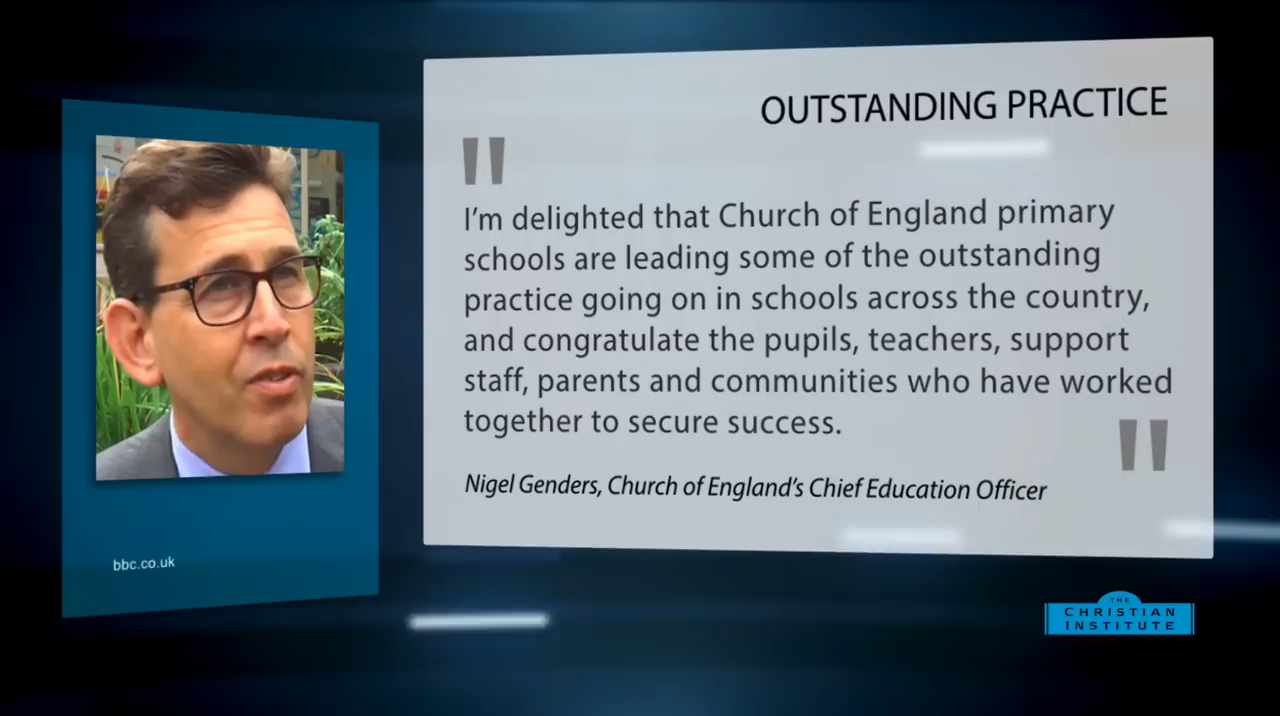 OUTSTANDING PRACTICE
"
I'm delighted that Church of England primary
schools are leading some of the outstanding
practice going on in schools across the country,
and congratulate the pupils, teachers, support
staff, parents and communities who have worked
together to secure success.
"
Nigel Genders, Church of England's Chief Education Officer
bbc.co.uk
THE
CHRISTIAN
INSTITUTE